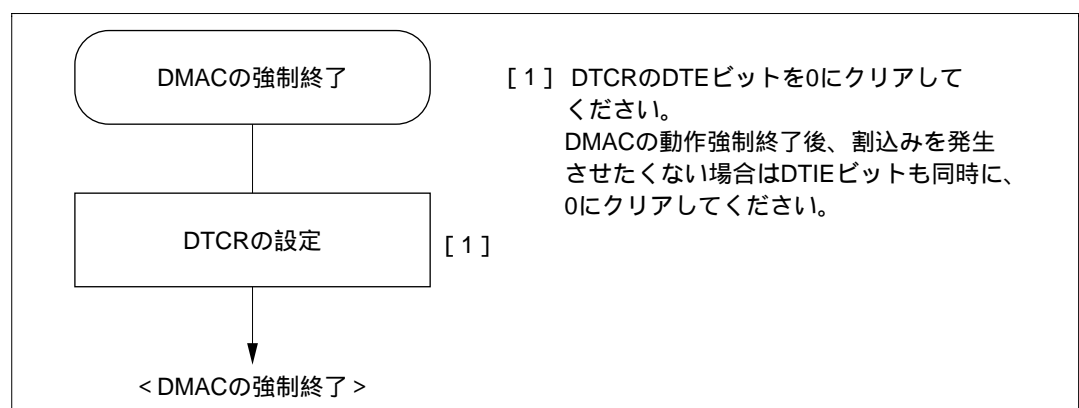 DMACの強制終了
[1] DTCRのDTEビットを0にクリアして
ください。
DMACの動作強制終了後、割込みを発生
させたくない場合はDTIEビットも同時に、
0にクリアしてください。
DTCRの設定
[1]
<DMACの強制終了>